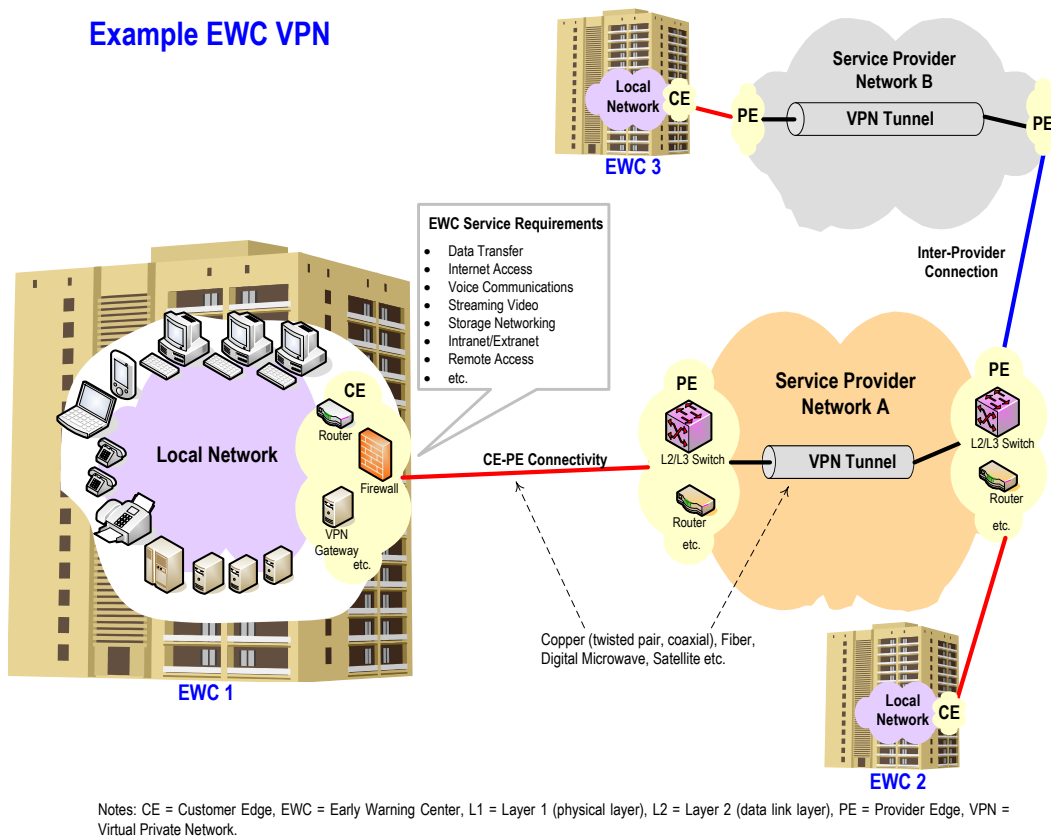 Example EWC VPN
Local
Network
CE
EWC 3
Service Provider
Network B
PE
VPN Tunnel
PE
EWC Service Requirements
• Data Transfer
• Internet Access
• Voice Communications
• Streaming Video
• Storage Networking
• Intranet/Extranet
• Remote Access
• etc.
Inter-Provider
Connection
CE
Router
Local Network
Firewall
VPN
Gateway
etc.
EWC 1
CE-PE Connectivity
PE
L2/L3 Switch
Router
etc.
Service Provider
Network A
VPN Tunnel
PE
L2/L3 Switch
Router
etc.
Copper (twisted pair, coaxial), Fiber,
Digital Microwave, Satellite etc.
Local
Network
CE
EWC 2
Notes: CE = Customer Edge, EWC = Early Warning Center, L1 = Layer 1 (physical layer), L2 = Layer 2 (data link layer), PE = Provider Edge, VPN =
Virtual Private Network.